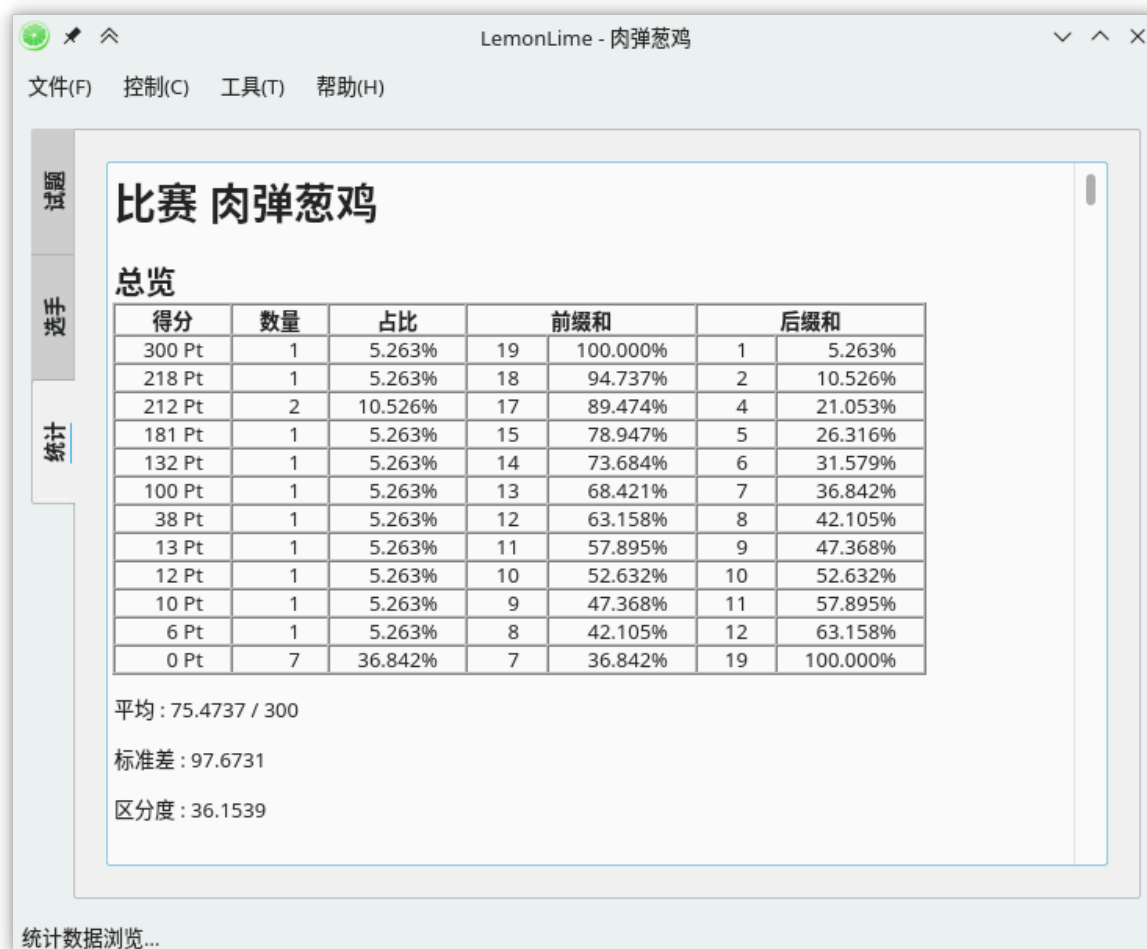 LemonLime - 肉弹葱鸡
文件(F) 控制(C) 工具(T) 帮助(H)
试题
选手
统计
比赛 肉弹葱鸡
总览
得分 数量 占比 前缀和 后缀和
300 Pt 1 5.263% 19 100.000% 1 5.263%
218 Pt 1 5.263% 18 94.737% 2 10.526%
212 Pt 2 10.526% 17 89.474% 4 21.053%
181 Pt 1 5.263% 15 78.947% 5 26.316%
132 Pt 1 5.263% 14 73.684% 6 31.579%
100 Pt 1 5.263% 13 68.421% 7 36.842%
38 Pt 1 5.263% 12 63.158% 8 42.105%
13 Pt 1 5.263% 11 57.895% 9 47.368%
12 Pt 1 5.263% 10 52.632% 10 52.632%
10 Pt 1 5.263% 9 47.368% 11 57.895%
6 Pt 1 5.263% 8 42.105% 12 63.158%
0 Pt 7 36.842% 7 36.842% 19 100.000%
平均 : 75.4737 / 300
标准差 : 97.6731
区分度 : 36.1539
统计数据浏览...